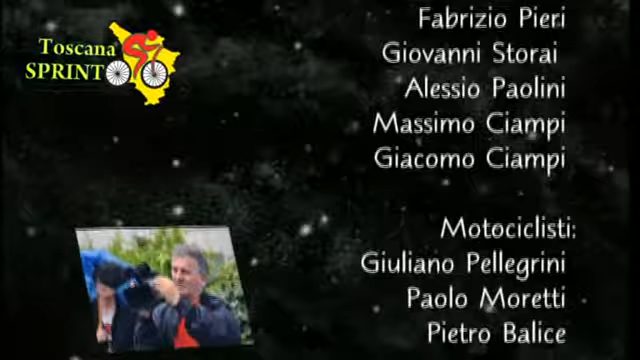 Toscana
SPRINT
Fabrizio Pieri
Giovanni Storai
Alessio Paolini
Massimo Ciampi
Giacomo Ciampi
Motociclisti:
Giuliano Pellegrini
Paolo Moretti
Pietro Balice